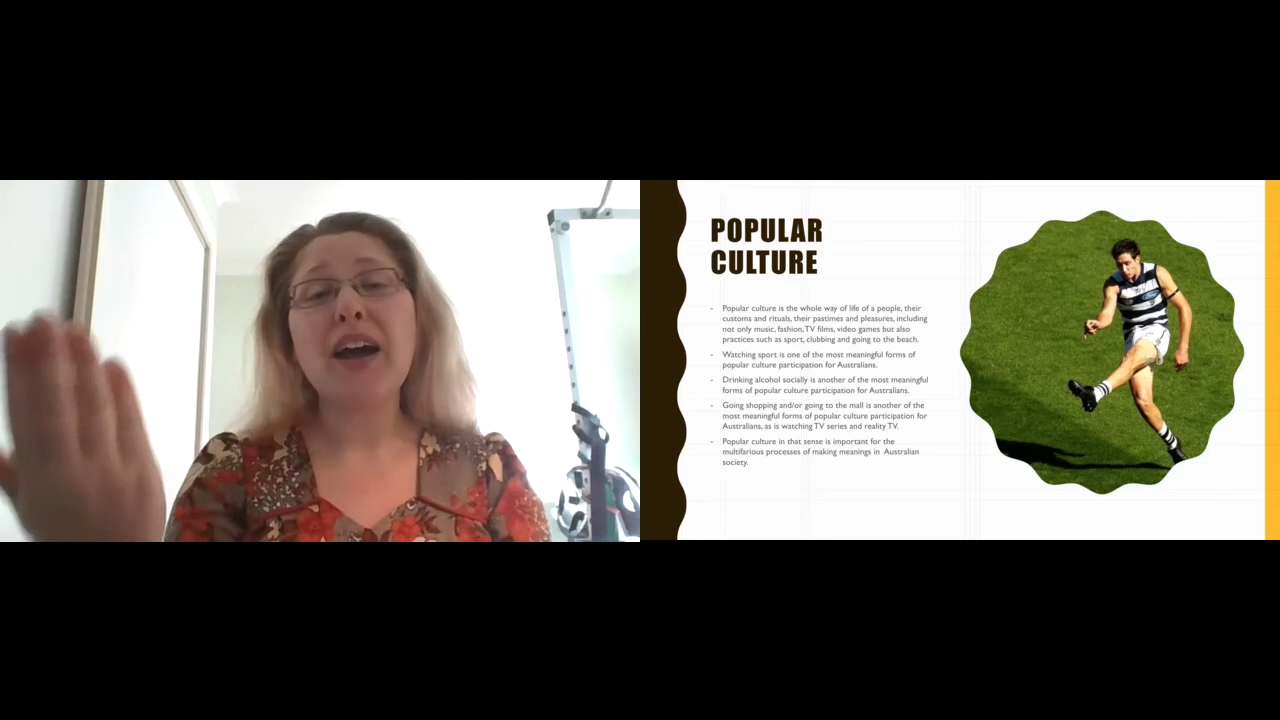 POPULAR
CULTURE
- Popular culture is the whole way of life of a people, their
customs and rituals, their pastimes and pleasures, including
not only music, fashion, TV films, video games but also
practices such as sport, clubbing and going to the beach.
- Watching sport is one of the most meaningful forms of
popular culture participation for Australians.
- Drinking alcohol socially is another of the most meaningful
forms of popular culture participation for Australians.
- Going shopping and/or going to the mall is another of the
most meaningful forms of popular culture participation for
Australians, as is watching TV series and reality TV.
- Popular culture in that sense is important for the
multifarious processes of making meanings in Australian
society.